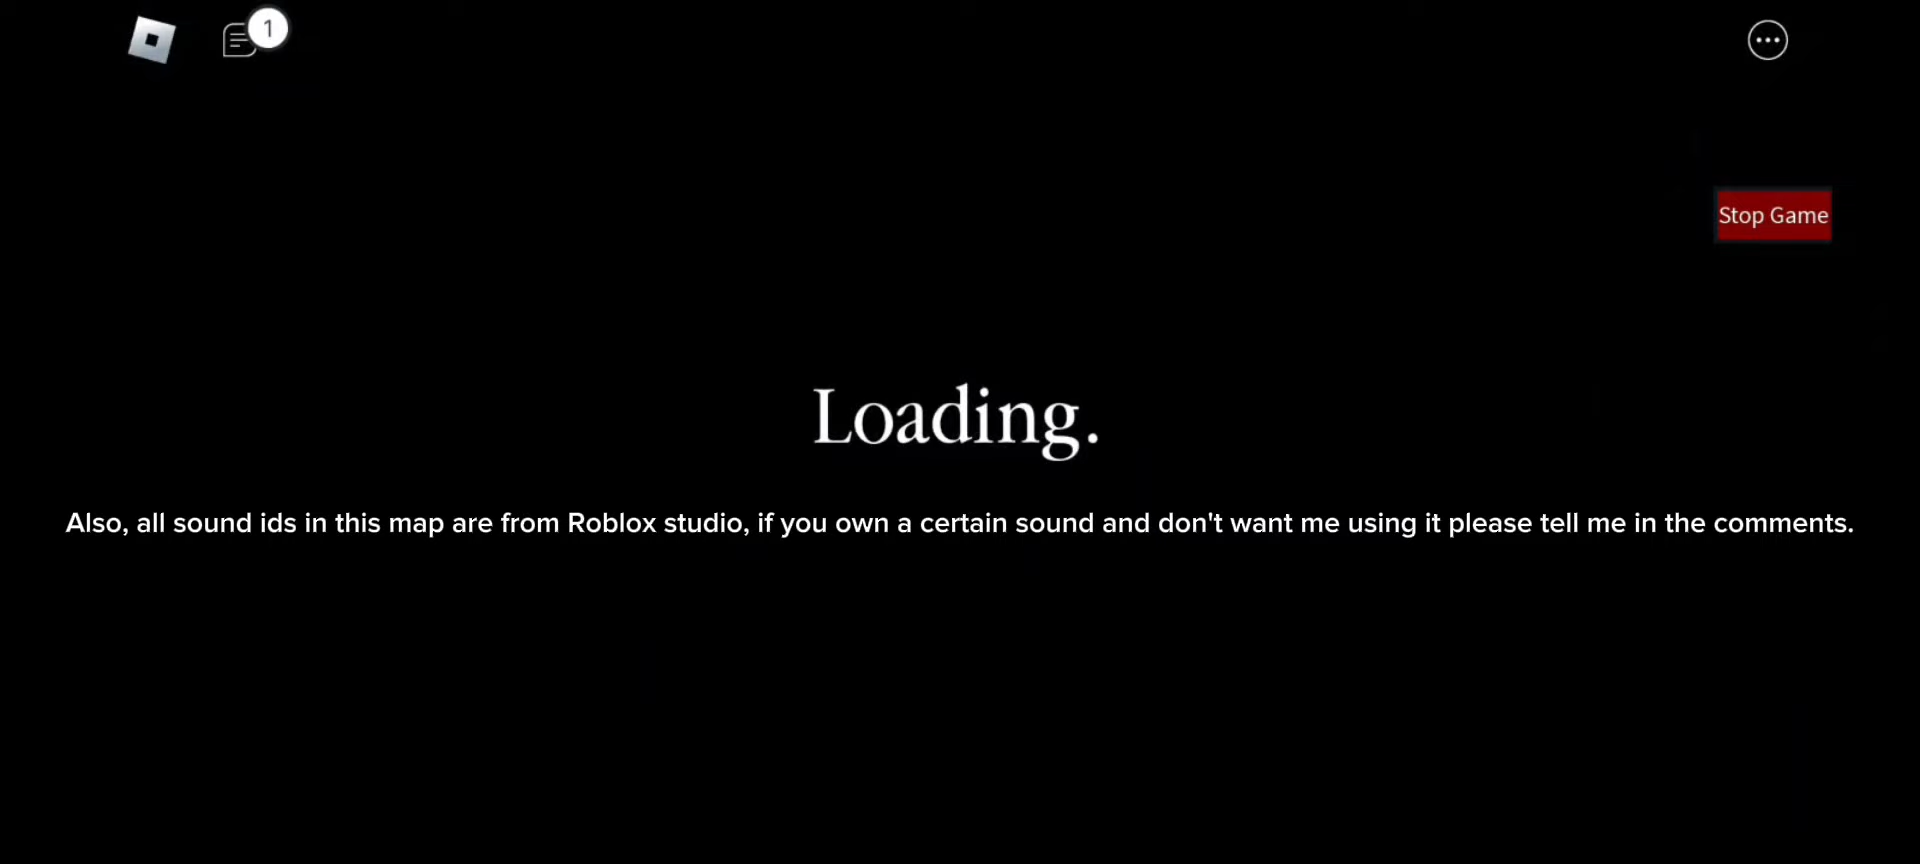 1
Stop Game
Loading.
Also, all sound ids in this map are from Roblox studio, if you own a certain sound and don't want me using it please tell me in the comments.